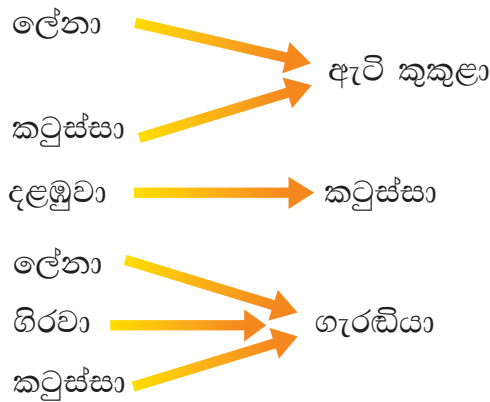 ලේනා
ඇටි කුකුළා
කටුස්සා
දළඹුවා කටුස්සා
ලේනා
ගිරවා ගැරඬියා
කටුස්සා